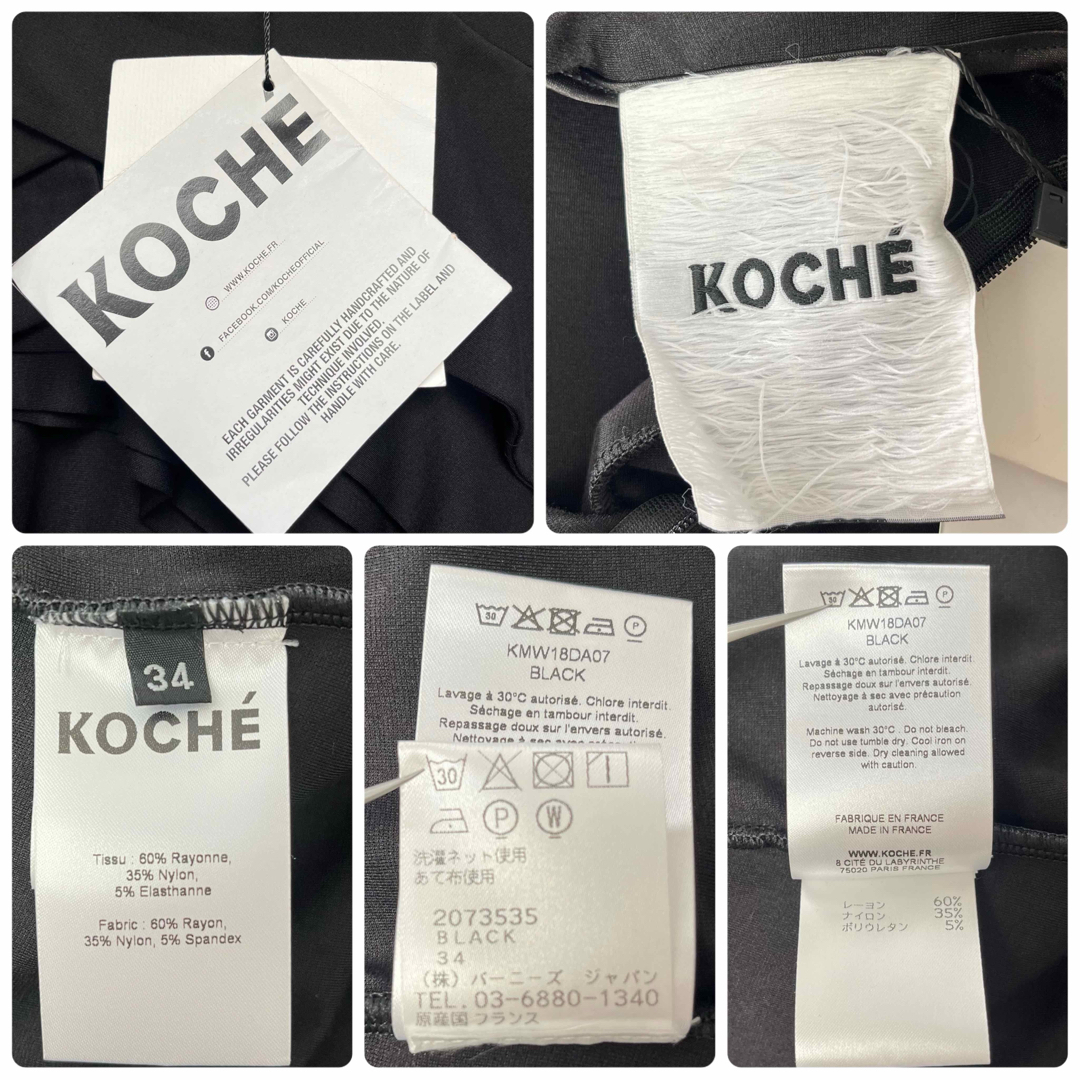 KOCHÉ
WWW.KOCHE.FR
FACEBOOK.COM/KOCHEOFFICIAL
KOCHE
EACH GARMENT IS CAREFULLY HANDCRAFTED AND
IRREGULARITIES MIGHT EXIST DUE TO THE NATURE OF
TECHNIQUE INVOLVED.
PLEASE FOLLOW THE INSTRUCTIONS ON THE LABEL AND
HANDLE WITH CARE.
KOCHÉ
34
KOCHÉ
Tissu : 60% Rayonne,
35% Nylon,
5% Elasthanne
Fabric : 60% Rayon,
35% Nylon, 5% Spandex
30
P
KMW18DA07
BLACK
Lavage à 30°C autorisé. Chlore interdit.
Séchage en tambour interdit.
Repassage doux sur l'envers autorisé.
Nettoyage à sec avec
30
P W
洗濯ネット使用
あて布使用
2073535
BLACK
34
(株) バーニーズ ジャパン
TEL.03-6880-1340
原産国フランス
30
P
KMW18DA07
BLACK
Lavage à 30°C autorisé. Chlore interdit.
Séchage en tambour interdit.
Repassage doux sur l'envers autorisé.
Nettoyage à sec avec précaution
autorisé.
Machine wash 30°C . Do not bleach.
Do not use tumble dry. Cool iron on
reverse side. Dry cleaning allowed
with caution.
FABRIQUE EN FRANCE
MADE IN FRANCE
WWW.KOCHE.FR
8 CITÉ DU LABYRINTHE
75020 PARIS FRANCE
レーヨン 60%
ナイロン 35%
ポリウレタン 5%